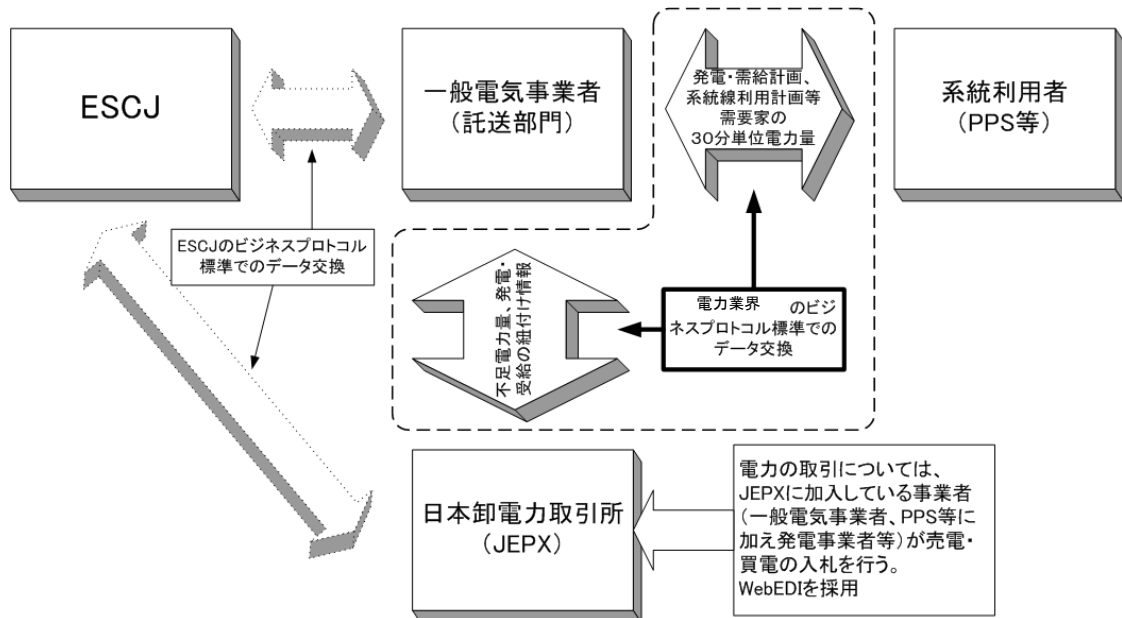 ESCJ
一般電気事業者
(託送部門)
発電・需給計画、
系統線利用計画等
需要家の
30分単位電力量
系統利用者
(PPS等)
ESCJのビジネスプロトコル
標準でのデータ交換
不足電力量、発電・
受給の紐付け情報
電力業界 のビジ
ネスプロトコル標準での
データ交換
日本卸電力取引所
(JEPX)
電力の取引については、
JEPXに加入している事業者
(一般電気事業者、PPS等に
加え発電事業者等)が売電・
買電の入札を行う。
WebEDIを採用